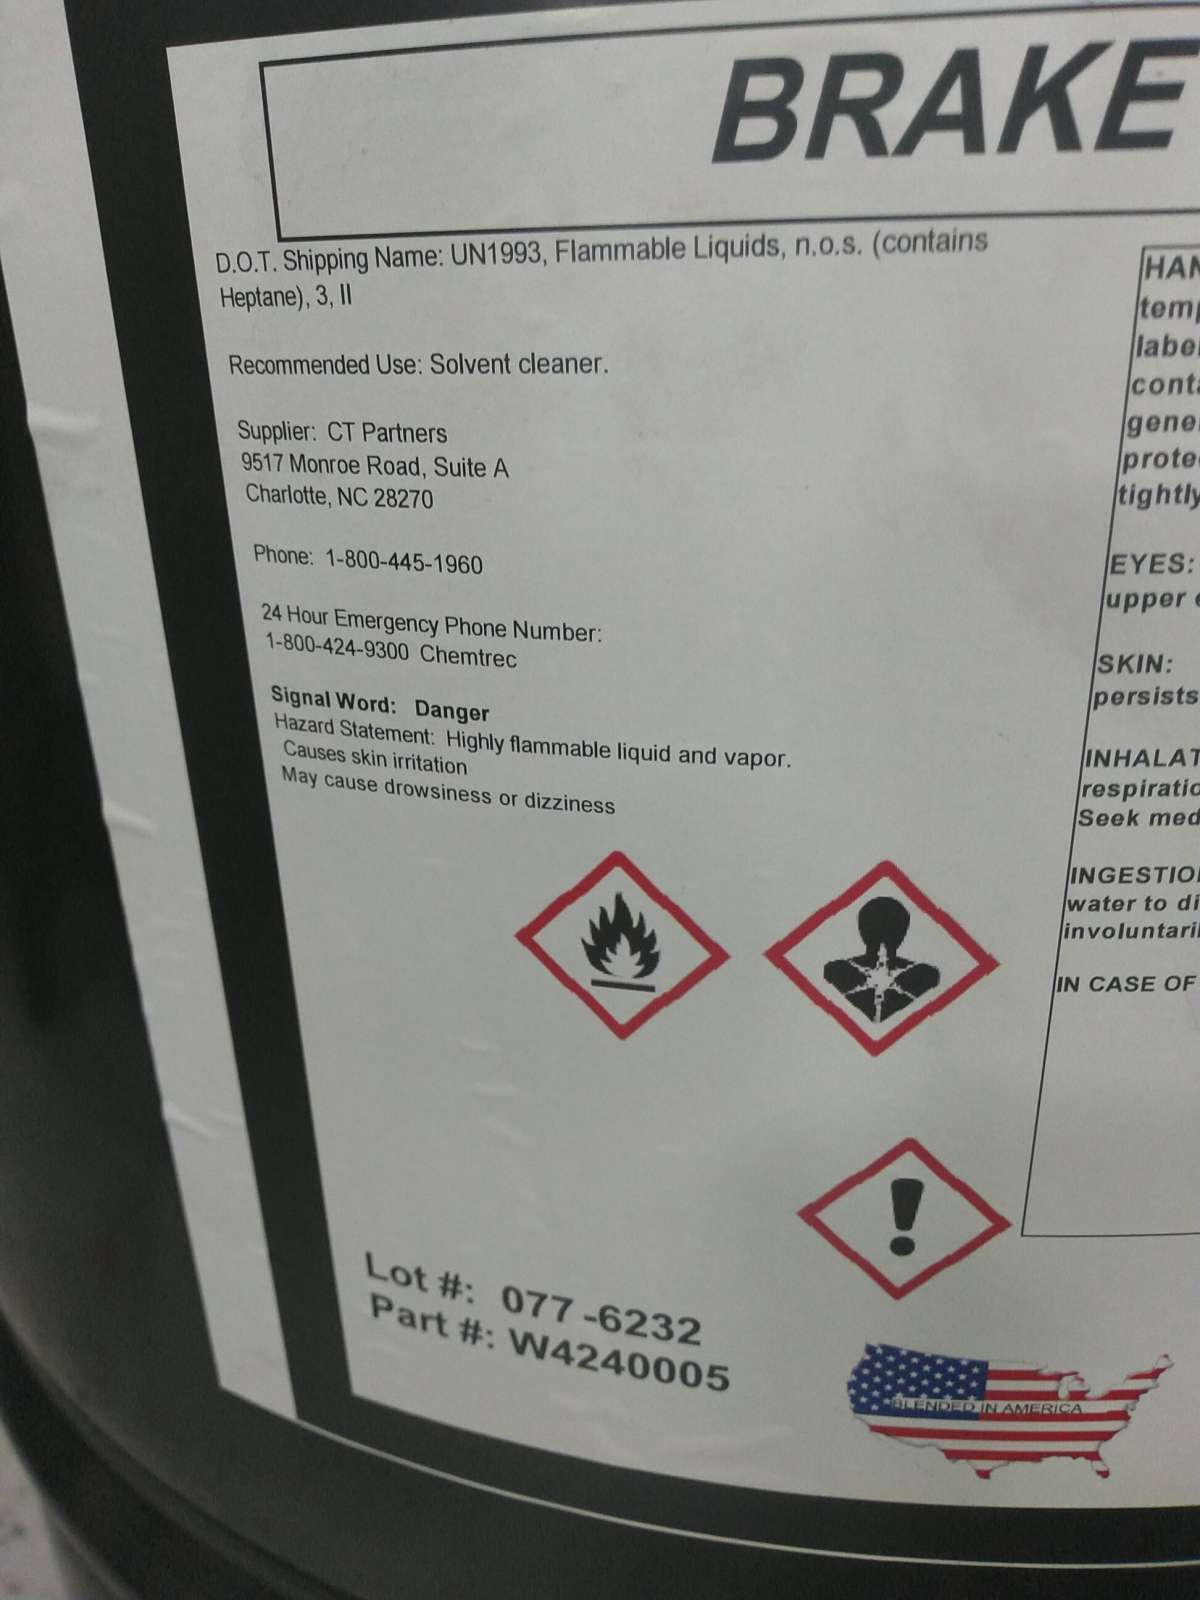 BRAKE
D.O.T. Shipping Name: UN1993, Flammable Liquids, n.o.s. (contains
Heptane), 3, II
Recommended Use: Solvent cleaner.
Supplier: CT Partners
9517 Monroe Road, Suite A
Charlotte, NC 28270
Phone: 1-800-445-1960
24 Hour Emergency Phone Number:
1-800-424-9300 Chemtrec
Signal Word: Danger
Hazard Statement: Highly flammable liquid and vapor.
Causes skin irritation
May cause drowsiness or dizziness
Lot #: 077 -6232
Part #: W4240005
BLENDED IN AMERICA
EYES:
upper
SKIN:
persists
Seek
water to
IN CASE OF